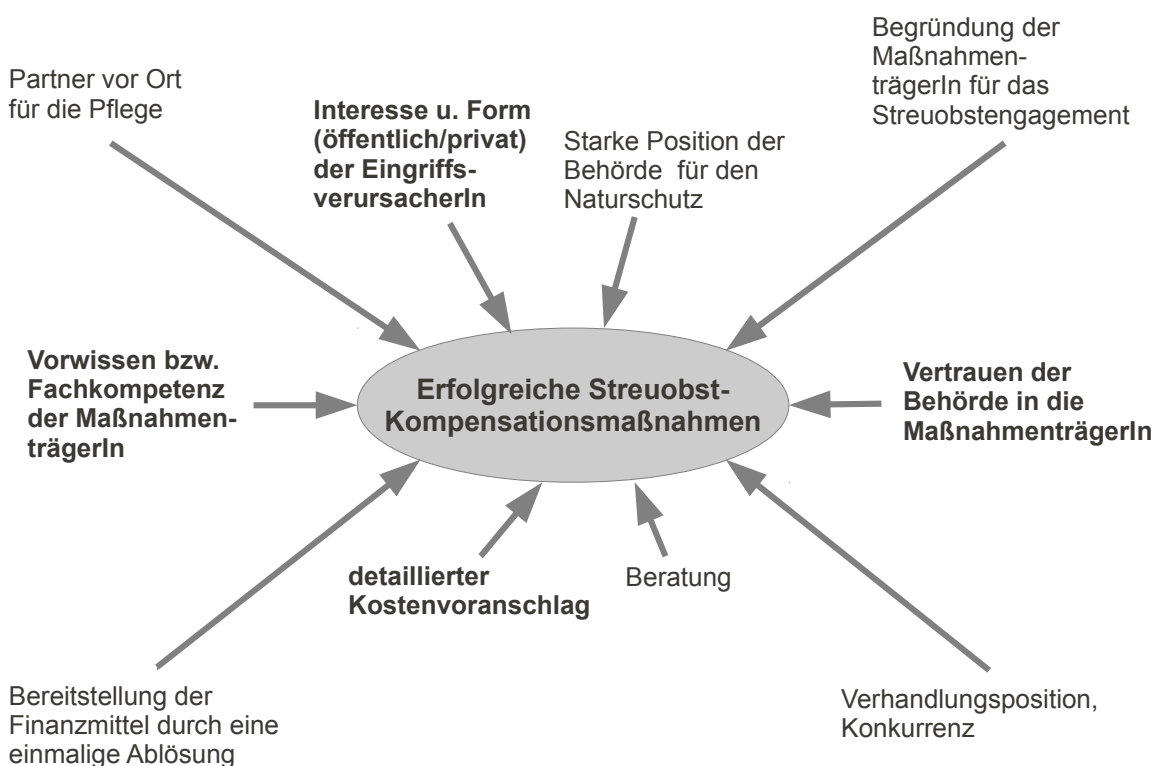 Partner vor Ort
für die Pflege
Interesse u. Form
(öffentlich/privat)
der Eingriffs-
verursacherIn
Starke Position der
Behörde  für den
Naturschutz
Begründung der
Maßnahmen-
trägerIn für das
Streuobstengagement
Vorwissen bzw.
Fachkompetenz
der Maßnahmen-
trägerIn
Erfolgreiche Streuobst-
Kompensationsmaßnahmen
Vertrauen der
Behörde in die
MaßnahmenträgerIn
detaillierter
Kostenvoranschlag
Beratung
Bereitstellung der
Finanzmittel durch eine
einmalige Ablösung
Verhandlungsposition,
Konkurrenz